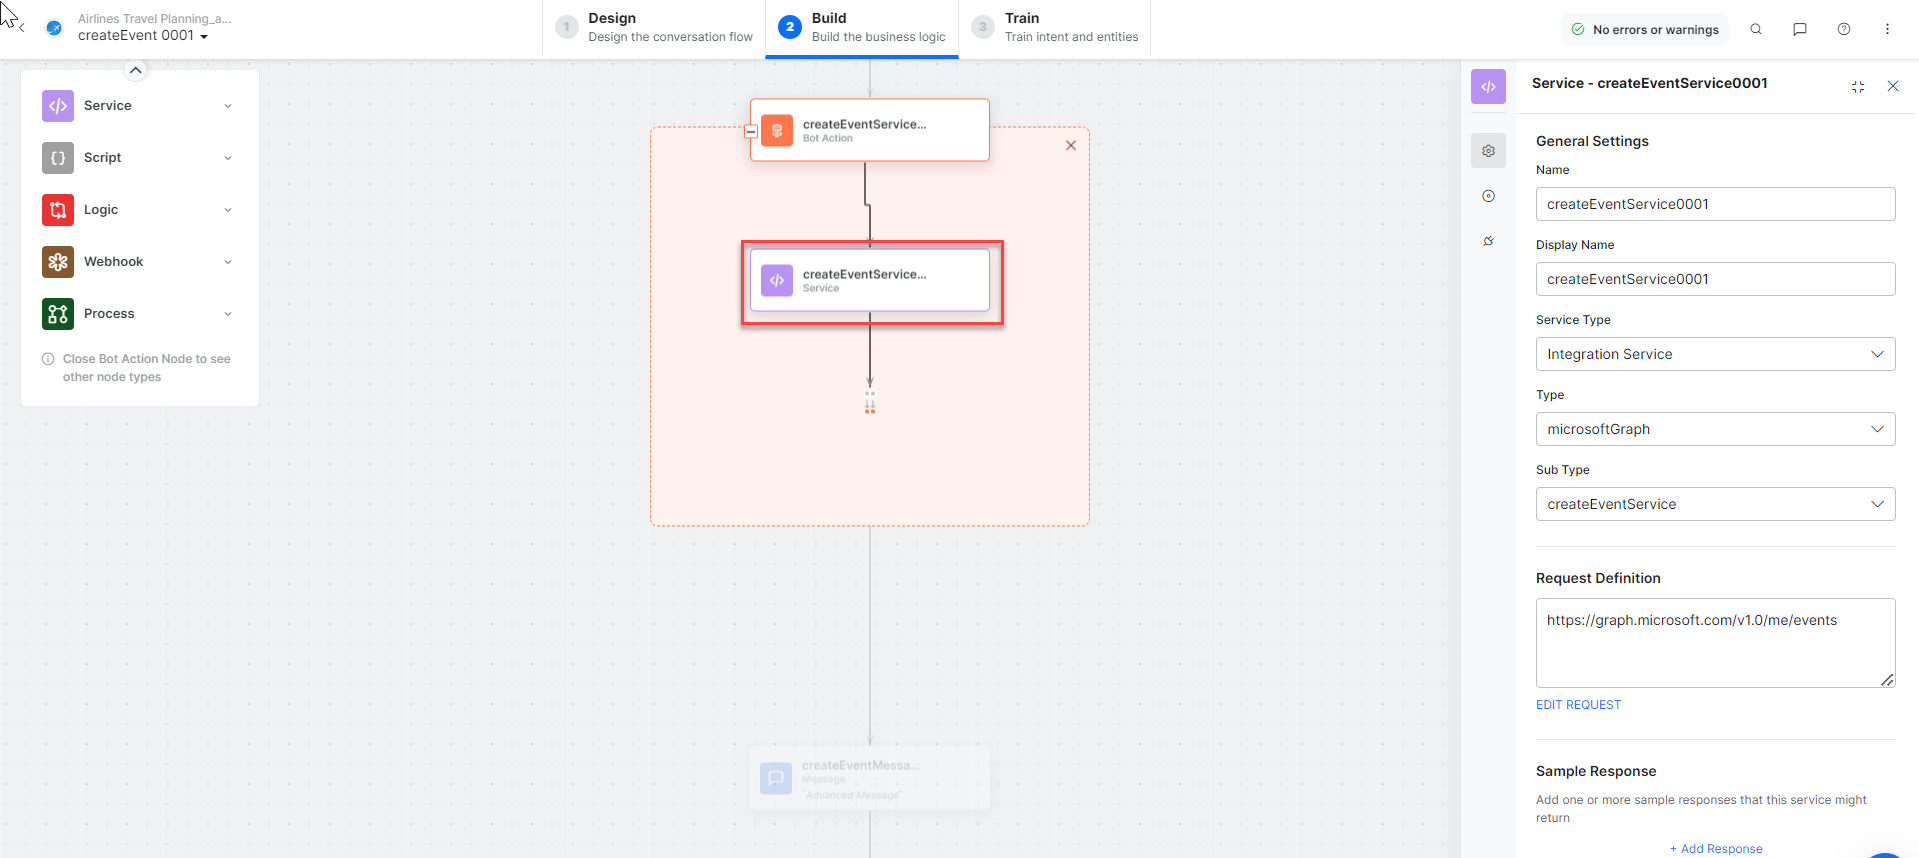 Airlines Travel Planning_a...
createEvent 0001
1
Design
Design the conversation flow
2
Build
Build the business logic
3
Train
Train intent and entities
No errors or warnings
Service
Script
Logic
Webhook
Process
Close Bot Action Node to see
other node types
createEventService...
Bot Action
createEventService...
Service
createEventMessa...
Message
"Advanced Message"
Service - createEventService0001
General Settings
Name
createEventService0001
Display Name
createEventService0001
Service Type
Integration Service
Type
microsoftGraph
Sub Type
createEventService
Request Definition
https://graph.microsoft.com/v1.0/me/events
EDIT REQUEST
Sample Response
Add one or more sample responses that this service might
return
+ Add Response